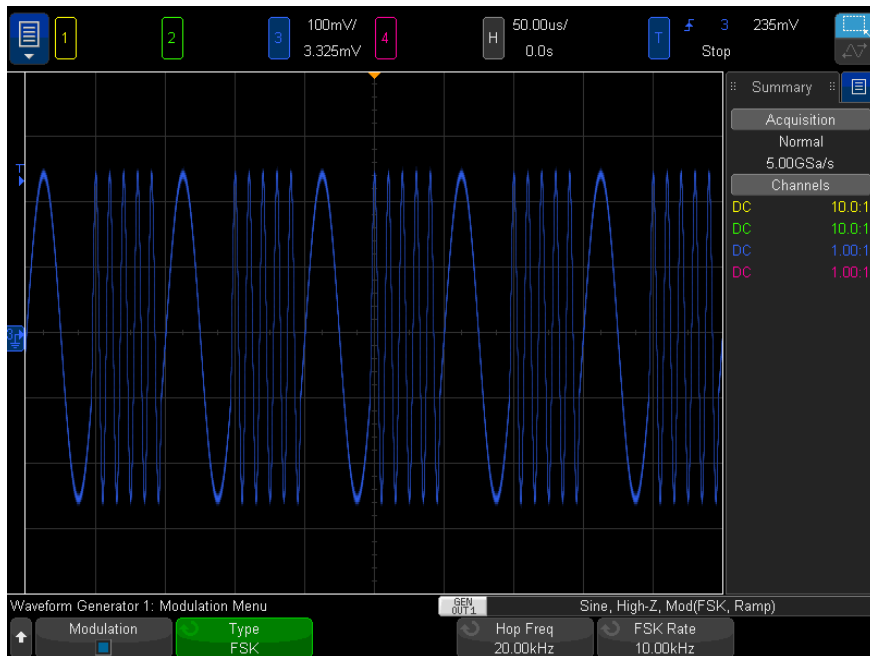 1
2
3
100mV/
3.325mV
4
H
50.00us/
0.0s
T
3
235mV
Stop
T
3
Summary
Acquisition
Normal
5.00GSa/s
Channels
DC 10.0:1
DC 10.0:1
DC 1.00:1
DC 1.00:1
Waveform Generator 1: Modulation Menu
GEN
OUT1
Sine, High-Z, Mod(FSK, Ramp)
Modulation
Type
FSK
Hop Freq
20.00kHz
FSK Rate
10.00kHz